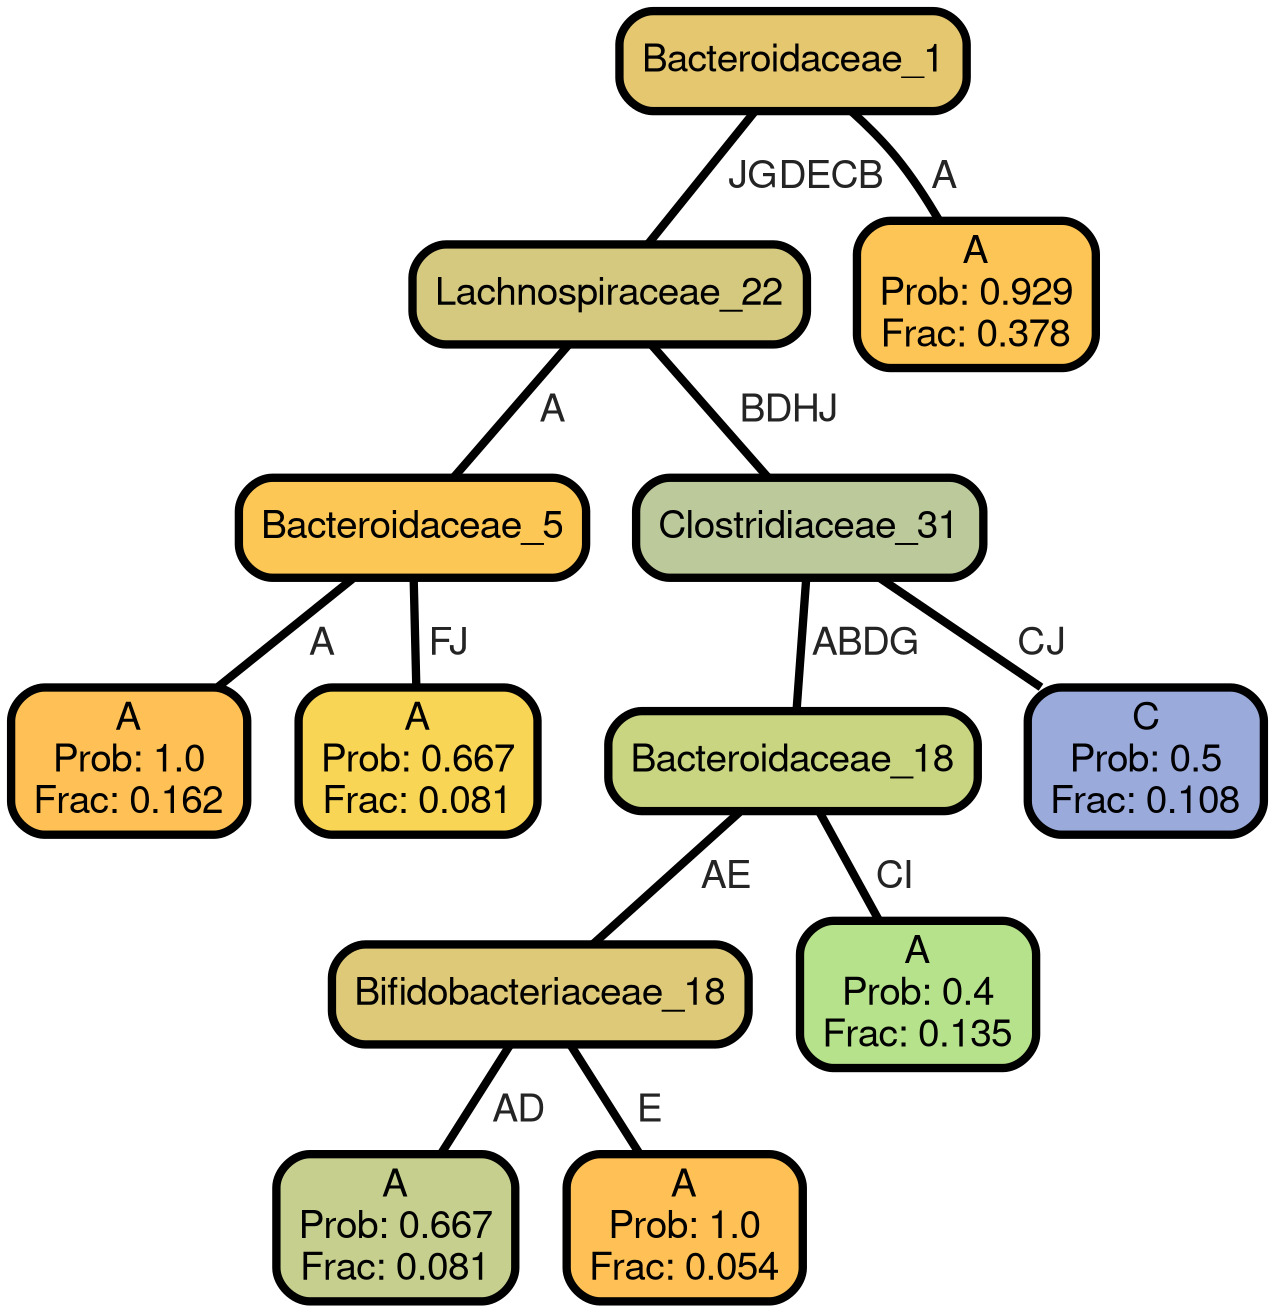 Bacteroidaceae_1
JGDECB
A
A
Prob: 0.929
Frac: 0.378
Lachnospiraceae_22
A
BDHJ
Bacteroidaceae_5
Clostridiaceae_31
A
FJ
ABDG
CJ
A
Prob: 1.0
Frac: 0.162
A
Prob: 0.667
Frac: 0.081
Bacteroidaceae_18
C
Prob: 0.5
Frac: 0.108
AE
CI
Bifidobacteriaceae_18
A
Prob: 0.4
Frac: 0.135
AD
E
A
Prob: 0.667
Frac: 0.081
A
Prob: 1.0
Frac: 0.054